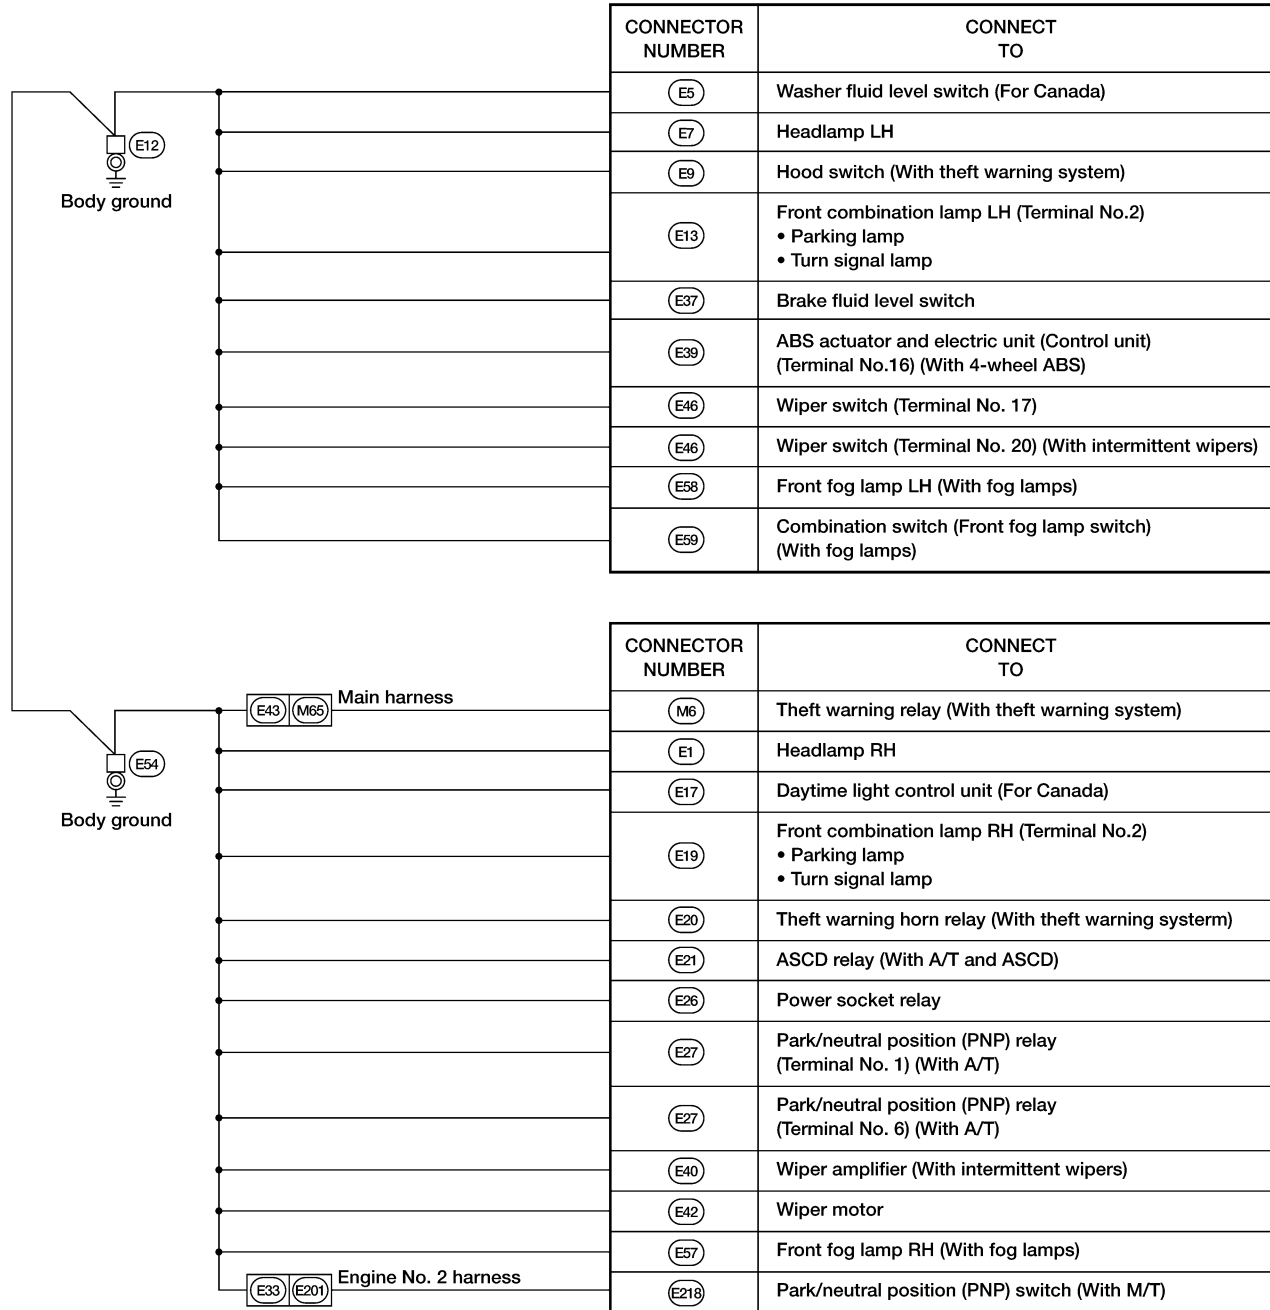 CONNECTOR
NUMBER
CONNECT
TO
E5
Washer fluid level switch (For Canada)
E7
Headlamp LH
E12
Body ground
E9
Hood switch (With theft warning system)
E13
Front combination lamp LH (Terminal No.2)
• Parking lamp
• Turn signal lamp
E37
Brake fluid level switch
E39
ABS actuator and electric unit (Control unit)
(Terminal No.16) (With 4-wheel ABS)
E46
Wiper switch (Terminal No. 17)
E46
Wiper switch (Terminal No. 20) (With intermittent wipers)
E58
Front fog lamp LH (With fog lamps)
E59
Combination switch (Front fog lamp switch)
(With fog lamps)
CONNECTOR
NUMBER
CONNECT
TO
E43
M65
Main harness
M6
Theft warning relay (With theft warning system)
E1
Headlamp RH
E54
Body ground
E17
Daytime light control unit (For Canada)
E19
Front combination lamp RH (Terminal No.2)
• Parking lamp
• Turn signal lamp
E20
Theft warning horn relay (With theft warning systerm)
E21
ASCD relay (With A/T and ASCD)
E26
Power socket relay
E27
Park/neutral position (PNP) relay
(Terminal No. 1) (With A/T)
E27
Park/neutral position (PNP) relay
(Terminal No. 6) (With A/T)
E40
Wiper amplifier (With intermittent wipers)
E42
Wiper motor
E57
Front fog lamp RH (With fog lamps)
E33
E201
Engine No. 2 harness
E218
Park/neutral position (PNP) switch (With M/T)